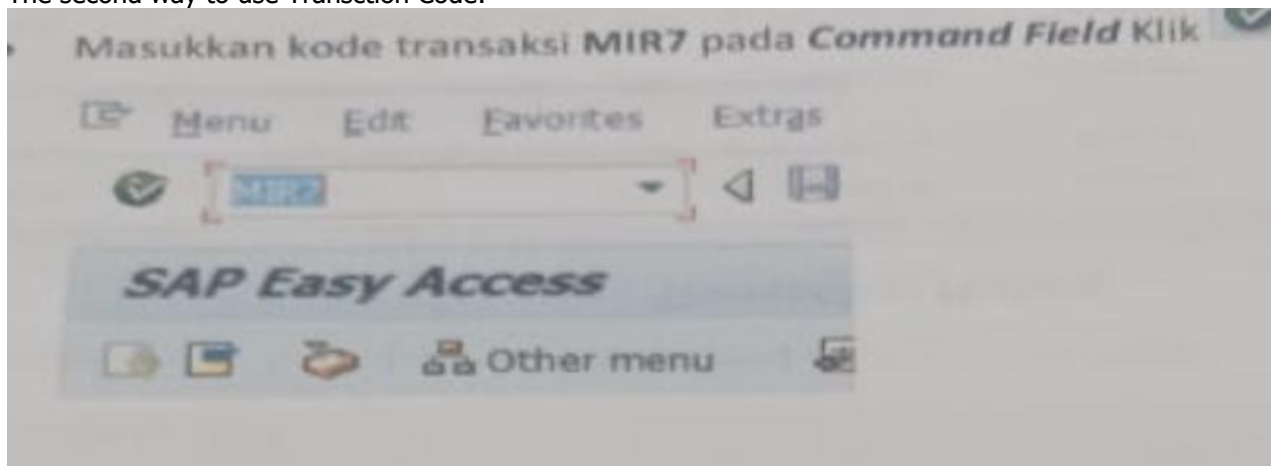 The second way to use Transction Code:
Masukkan kode transaksi MIR7 pada Command Field Klik
Menu Edit Favorites Extras
MIR7
SAP Easy Access
Other menu